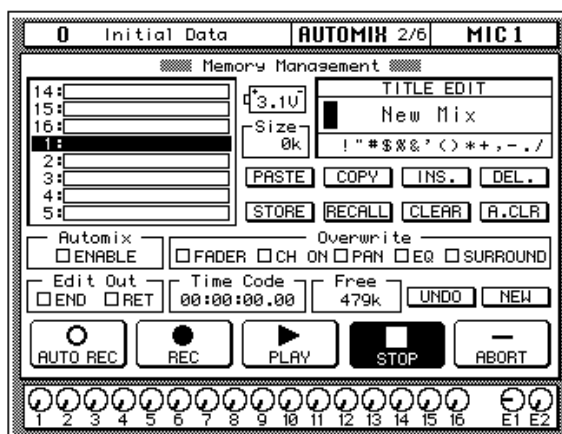 0 Initial Data AUTOMIX 2/6 MIC 1
Memory Management
14:
15:
16:
1:
2:
3:
4:
5:
3.1V
Size
0k
TITLE EDIT
New Mix
!"#$%&'()*+,-./
PASTE COPY INS. DEL.
STORE RECALL CLEAR A.CLR
Automix
ENABLE
Overwrite
FADER CH ON PAN EQ SURROUND
Edit Out
END RET
Time Code
00:00:00.00
Free
479k
UNDO NEW
AUTO REC REC PLAY STOP ABORT
1 2 3 4 5 6 7 8 9 10 11 12 13 14 15 16 E1 E2